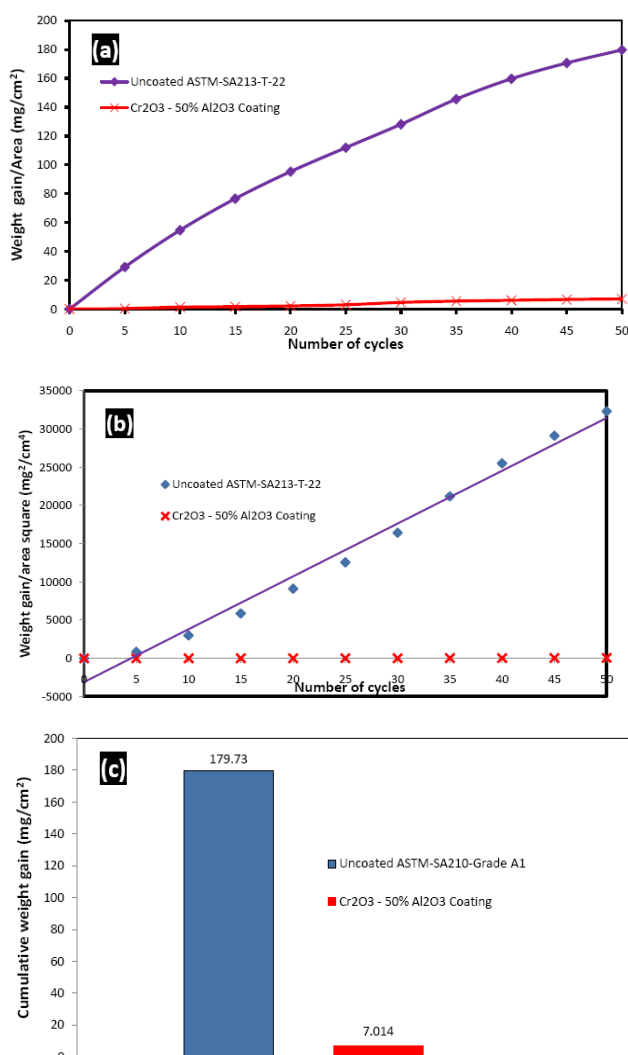 (a)
Weight gain/Area (mg/cm²)
200
180
160
140
120
100
80
60
40
20
0
Uncoated ASTM-SA213-T-22
Cr2O3 - 50% Al2O3 Coating
0 5 10 15 20 25 30 35 40 45 50
Number of cycles
(b)
Weight gain/area square (mg²/cm⁴)
35000
30000
25000
20000
15000
10000
5000
0
-5000
Uncoated ASTM-SA213-T-22
Cr2O3 - 50% Al2O3 Coating
0 5 10 15 20 25 30 35 40 45 50
Number of cycles
(c)
Cumulative weight gain (mg/cm²)
200
180
160
140
120
100
80
60
40
20
0
179.73
Uncoated ASTM-SA210-Grade A1
Cr2O3 - 50% Al2O3 Coating
7.014